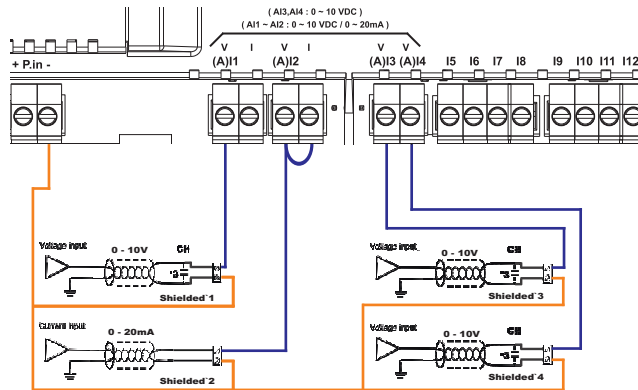 ( AI3,AI4 : 0 ~ 10 VDC )
( AI1 ~ AI2 : 0 ~ 10 VDC / 0 ~ 20mA )
V I V I V V
+ P.in - (A)I1 (A)I2 (A)I3 (A)I4 I5 I6 I7 I8 I9 I10 I11 I12
Voltage input 0 - 10V CH
Shielded*1
Current input 0 - 20mA
Shielded*2
Voltage input 0 - 10V CH
Shielded*3
Voltage input 0 - 10V CH
Shielded*4